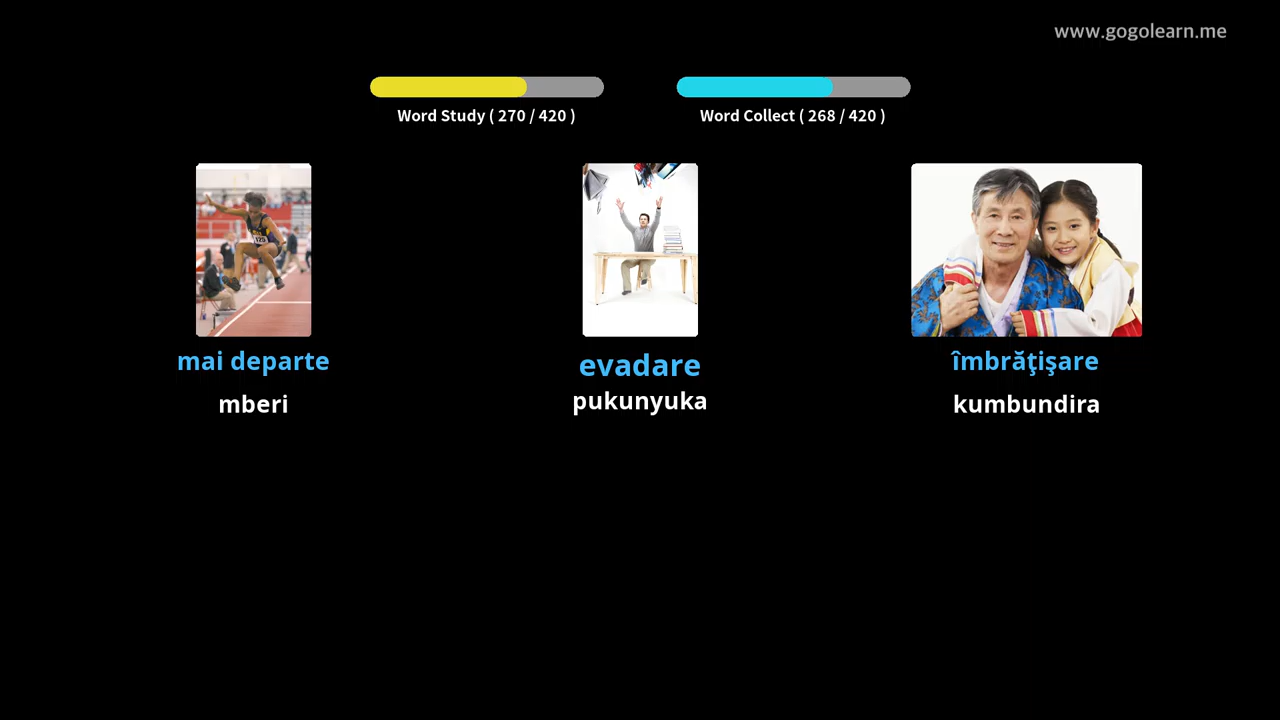 www.gogolearn.me
Word Study ( 270 / 420 )
Word Collect ( 268 / 420 )
mai departe
mberi
evadare
pukunyuka
îmbrăţişare
kumbundira